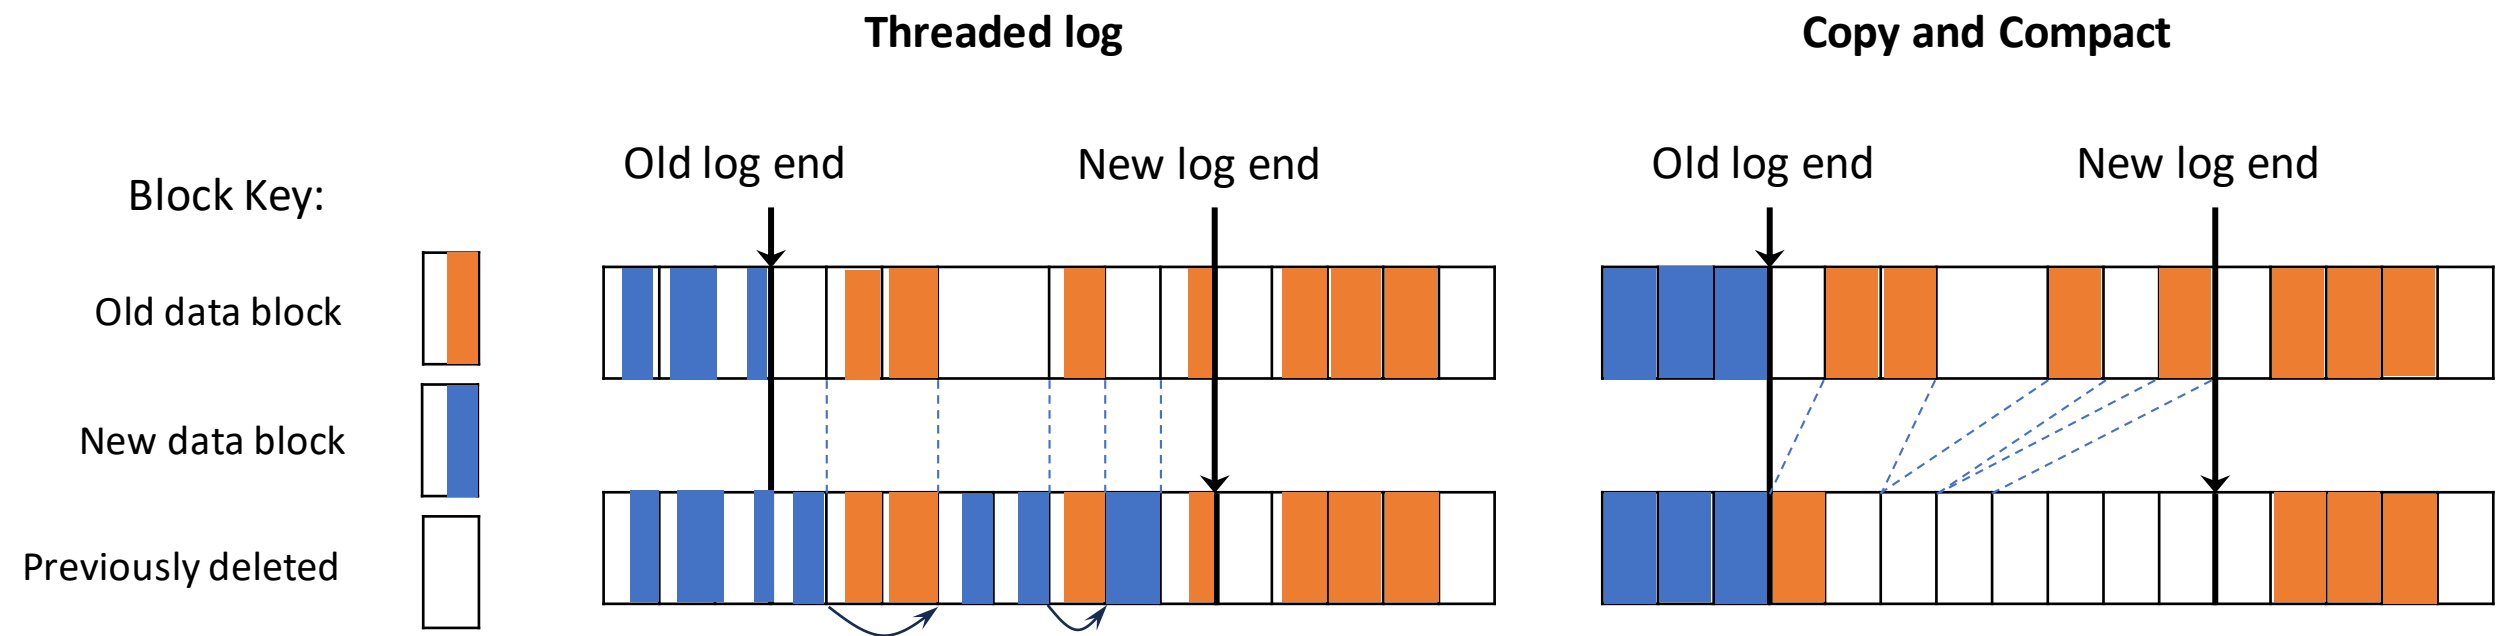 Threaded log
Copy and Compact
Old log end
New log end
Old log end
New log end
Block Key:
Old data block
New data block
Previously deleted